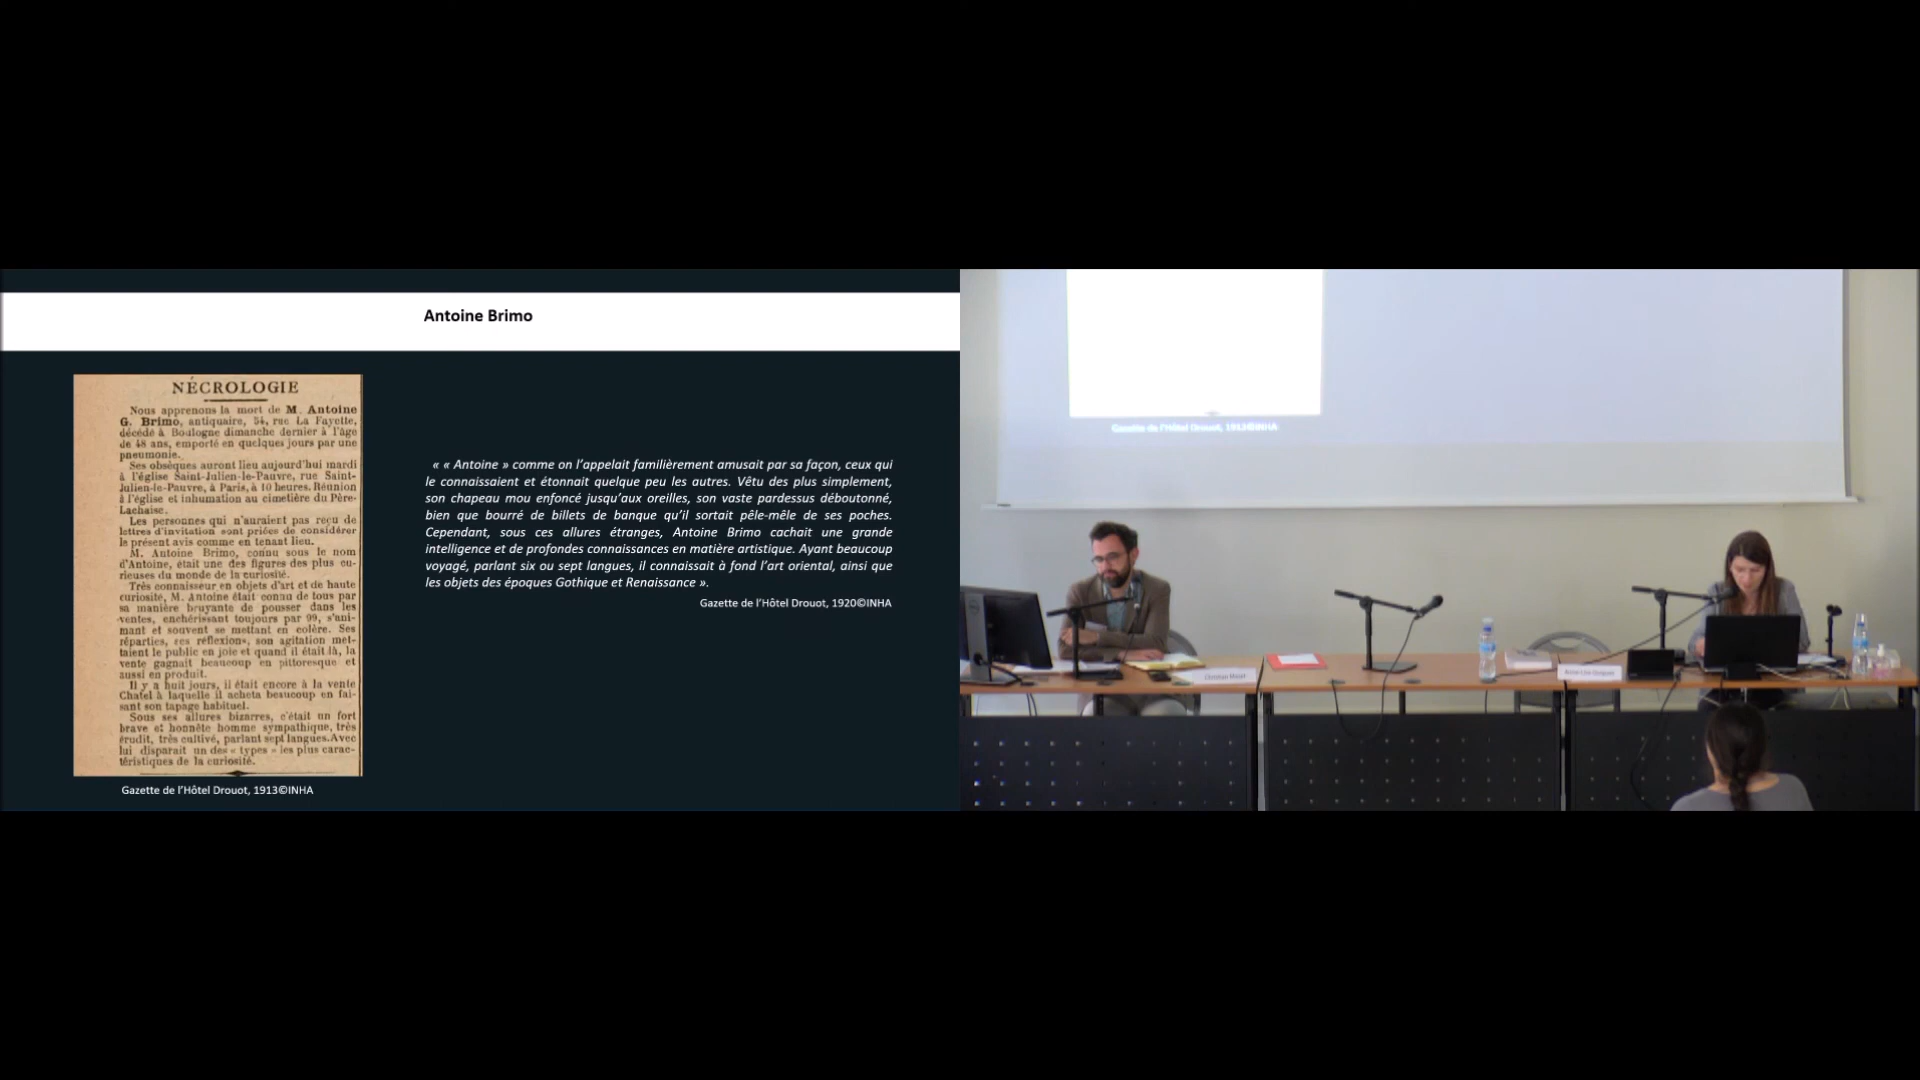 Antoine Brimo
NÉCROLOGIE
Nous apprenons la mort de M. Antoine
G. Brimo, antiquaire, 54, rue La Fayette,
décédé à Boulogne dimanche dernier à l'âge
de 48 ans, emporté en quelques jours par une
pneumonie.
Ses obsèques auront lieu aujourd'hui mardi
à l'église Saint-Julien-le-Pauvre, rue Saint-
Julien-le-Pauvre, à Paris, à 10 heures. Réunion
à l'église et inhumation au cimetière du Père-
Lachaise.
Les personnes qui n'auraient pas reçu de
lettres d'invitation sont priées de considérer
le présent avis comme en tenant lieu.
M. Antoine Brimo, connu sous le nom
d'Antoine, était une des figures des plus cu-
rieuses du monde de la curiosité.
Très connaisseur en objets d'art et de haute
curiosité, M. Antoine était connu de tous par
sa manière bruyante de pousser dans les
ventes, enchérissant toujours par 99, s'ani-
mant et souvent se mettant en colère. Ses
réparties, ses réflexions, son agitation met-
taient le public en joie et quand il était là, la
vente gagnait beaucoup en pittoresque et
aussi en produit.
Il y a huit jours, il était encore à la vente
Chatel à laquelle il acheta beaucoup en fai-
sant son tapage habituel.
Sous ses allures bizarres, c'était un fort
brave et honnête homme sympathique, très
érudit, très cultivé, parlant sept langues. Avec
lui disparait un des « types » les plus carac-
téristiques de la curiosité.
Gazette de l'Hôtel Drouot, 1913©INHA
« « Antoine » comme on l'appelait familièrement amusait par sa façon, ceux qui
le connaissaient et étonnait quelque peu les autres. Vêtu des plus simplement,
son chapeau mou enfoncé jusqu'aux oreilles, son vaste pardessus déboutonné,
bien que bourré de billets de banque qu'il sortait pêle-mêle de ses poches.
Cependant, sous ces allures étranges, Antoine Brimo cachait une grande
intelligence et de profondes connaissances en matière artistique. Ayant beaucoup
voyagé, parlant six ou sept langues, il connaissait à fond l'art oriental, ainsi que
les objets des époques Gothique et Renaissance ».
Gazette de l'Hôtel Drouot, 1920©INHA
Gazette de l'Hôtel Drouot, 1913©INHA